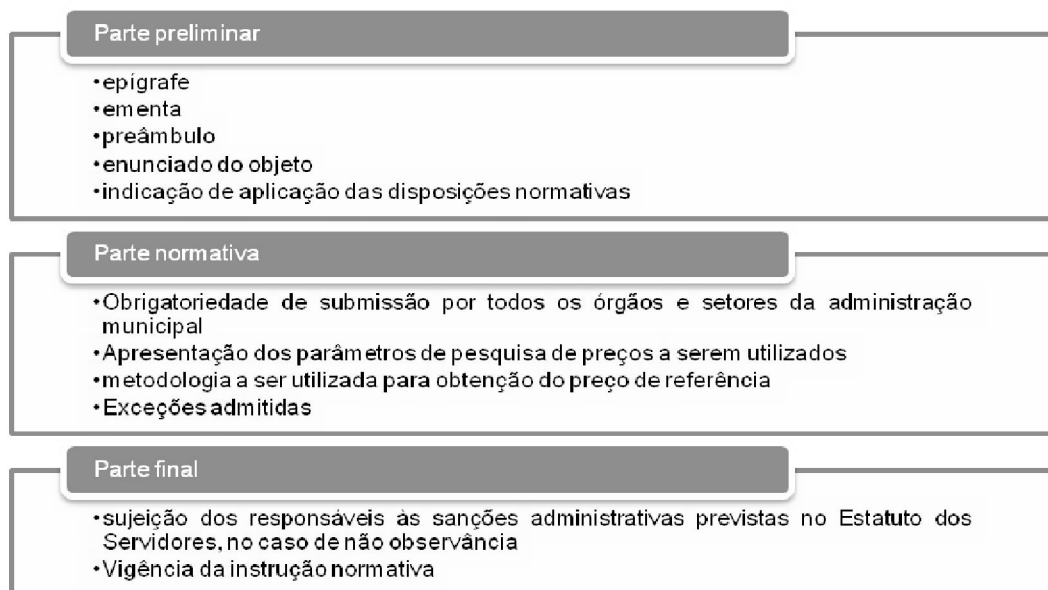 Parte preliminar
•epígrafe
•ementa
•preâmbulo
•enunciado do objeto
•indicação de aplicação das disposições normativas
Parte normativa
•Obrigatoriedade de submissão por todos os órgãos e setores da administração
municipal
•Apresentação dos parâmetros de pesquisa de preços a serem utilizados
•metodologia a ser utilizada para obtenção do preço de referência
•Exceções admitidas
Parte final
•sujeição dos responsáveis às sanções administrativas previstas no Estatuto dos
Servidores, no caso de não observância
•Vigência da instrução normativa